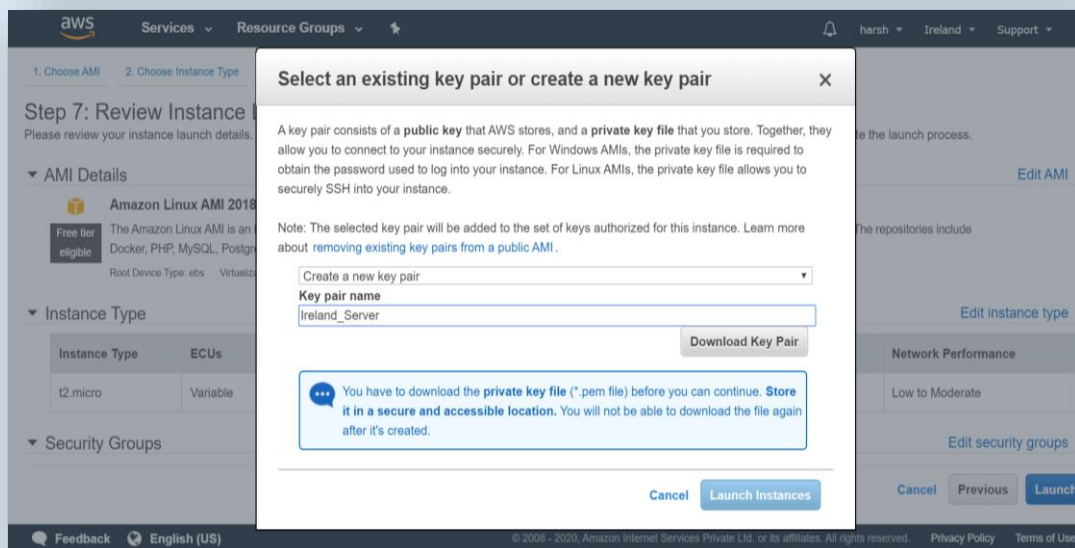 aws Services Resource Groups harsh Ireland Support
1. Choose AMI 2. Choose Instance Type
Step 7: Review Instance
Please review your instance launch details. the launch process.
AMI Details Edit AMI
Amazon Linux AMI 2018
Free tier eligible
The Amazon Linux AMI is an The repositories include
Docker, PHP, MySQL,
Root Device Type: ebs
Instance Type Edit instance type
Instance Type ECUs Network Performance
t2.micro Variable Low to Moderate
Security Groups Edit security groups
Cancel Previous Launch
Select an existing key pair or create a new key pair
A key pair consists of a public key that AWS stores, and a private key file that you store. Together, they
allow you to connect to your instance securely. For Windows AMIs, the private key file is required to
obtain the password used to log into your instance. For Linux AMIs, the private key file allows you to
securely SSH into your instance.
Note: The selected key pair will be added to the set of keys authorized for this instance. Learn more
about removing existing key pairs from a public AMI .
Create a new key pair
Key pair name
Ireland_Server
Download Key Pair
You have to download the private key file (*.pem file) before you can continue. Store
it in a secure and accessible location. You will not be able to download the file again
after it's created.
Cancel Launch Instances
Feedback English (US) © 2008 - 2020, Amazon Internet Services Private Ltd. or its affiliates. All rights reserved. Privacy Policy Terms of Use